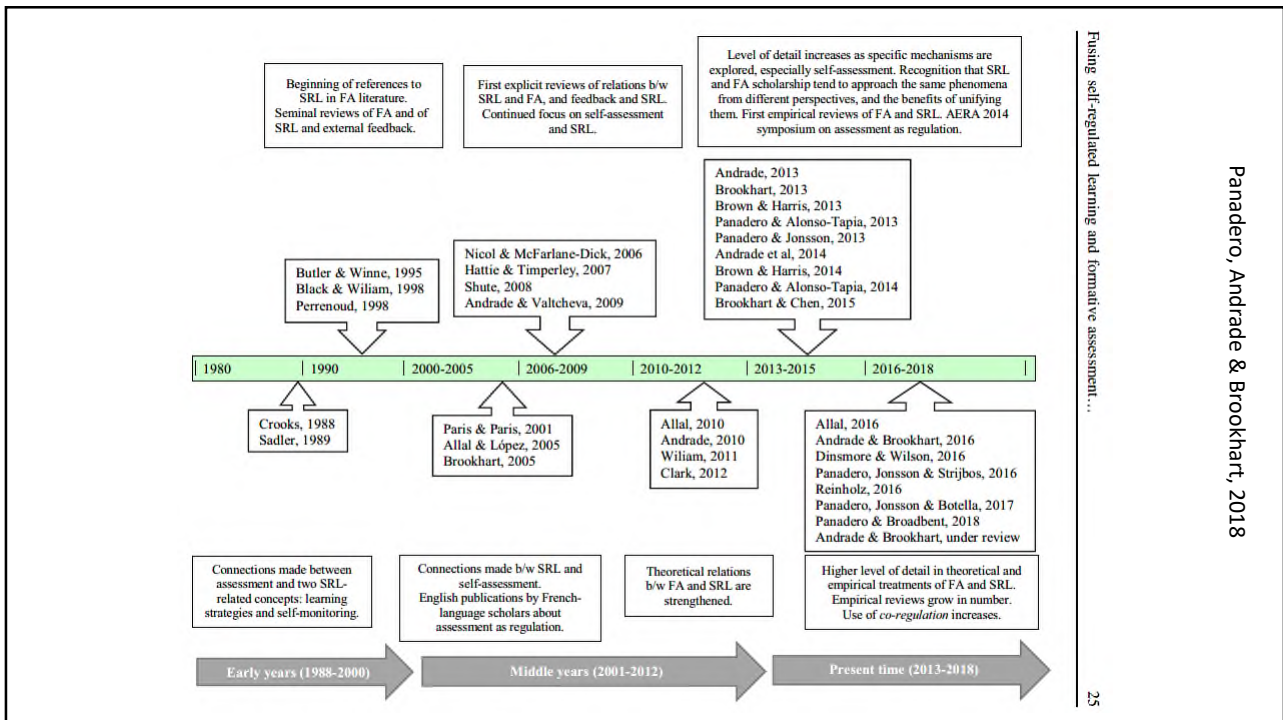 Beginning of references to
SRL in FA literature.
Seminal reviews of FA and of
SRL and external feedback.
First explicit reviews of relations b/w
SRL and FA, and feedback and SRL.
Continued focus on self-assessment
and SRL.
Level of detail increases as specific mechanisms are
explored, especially self-assessment. Recognition that SRL
and FA scholarship tend to approach the same phenomena
from different perspectives, and the benefits of unifying
them. First empirical reviews of FA and SRL. AERA 2014
symposium on assessment as regulation.
Butler & Winne, 1995
Black & Wiliam, 1998
Perrenoud, 1998
Nicol & McFarlane-Dick, 2006
Hattie & Timperley, 2007
Shute, 2008
Andrade & Valtcheva, 2009
Andrade, 2013
Brookhart, 2013
Brown & Harris, 2013
Panadero & Alonso-Tapia, 2013
Panadero & Jonsson, 2013
Andrade et al, 2014
Brown & Harris, 2014
Panadero & Alonso-Tapia, 2014
Brookhart & Chen, 2015
| 1980 | 1990 | 2000-2005 | 2006-2009 | 2010-2012 | 2013-2015 | 2016-2018 |
Crooks, 1988
Sadler, 1989
Paris & Paris, 2001
Allal & López, 2005
Brookhart, 2005
Allal, 2010
Andrade, 2010
Wiliam, 2011
Clark, 2012
Allal, 2016
Andrade & Brookhart, 2016
Dinsmore & Wilson, 2016
Panadero, Jonsson & Strijbos, 2016
Reinholz, 2016
Panadero, Jonsson & Botella, 2017
Panadero & Broadbent, 2018
Andrade & Brookhart, under review
Connections made between
assessment and two SRL-
related concepts: learning
strategies and self-monitoring.
Connections made b/w SRL and
self-assessment.
English publications by French-
language scholars about
assessment as regulation.
Theoretical relations
b/w FA and SRL are
strengthened.
Higher level of detail in theoretical and
empirical treatments of FA and SRL.
Empirical reviews grow in number.
Use of co-regulation increases.
Early years (1988-2000)
Middle years (2001-2012)
Present time (2013-2018)
Fusing self-regulated learning and formative assessment…
25
Panadero, Andrade & Brookhart, 2018